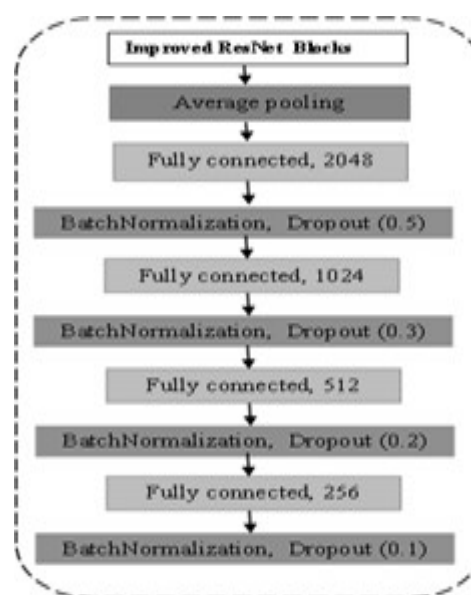 Improved ResNet Blocks
Average pooling
Fully connected, 2048
BatchNormalization, Dropout (0.5)
Fully connected, 1024
BatchNormalization, Dropout (0.3)
Fully connected, 512
BatchNormalization, Dropout (0.2)
Fully connected, 256
BatchNormalization, Dropout (0.1)